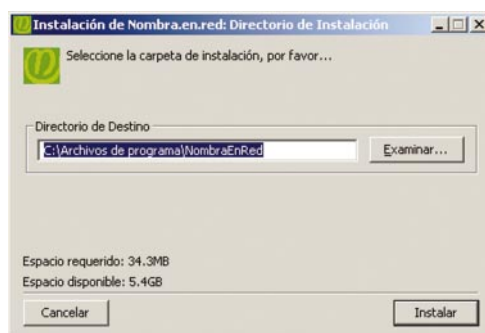 Instalación de Nombra.en.red: Directorio de Instalación
Seleccione la carpeta de instalación, por favor...
Directorio de Destino
C:\Archivos de programa\NombraEnRed
Examinar...
Espacio requerido: 34.3MB
Espacio disponible: 5.4GB
Cancelar
Instalar